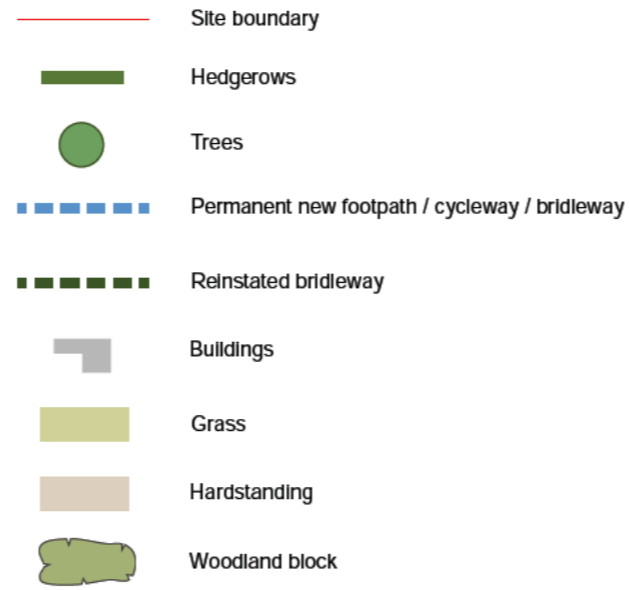 Site boundary
Hedgerows
Trees
Permanent new footpath / cycleway / bridleway
Reinstated bridleway
Buildings
Grass
Hardstanding
Woodland block